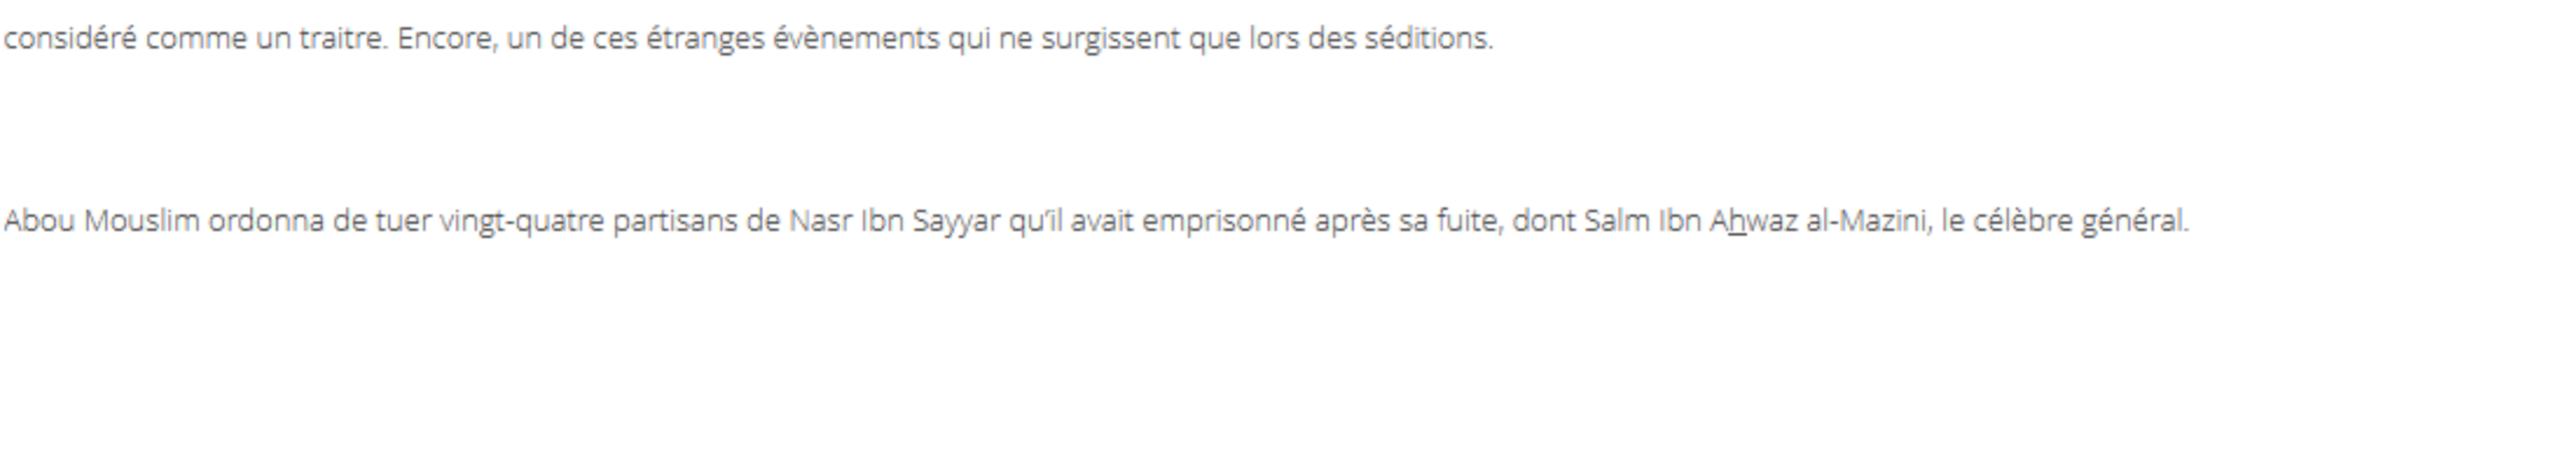 considéré comme un traitre. Encore, un de ces étranges évènements qui ne surgissent que lors des séditions.
Abou Mouslim ordonna de tuer vingt-quatre partisans de Nasr Ibn Sayyar qu’il avait emprisonné après sa fuite, dont Salm Ibn Ahwaz al-Mazini, le célèbre général.